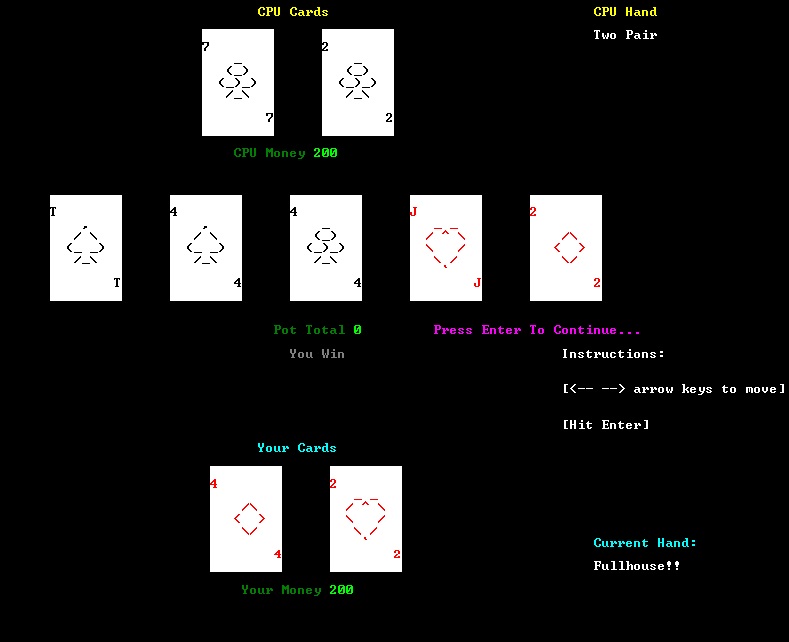 CPU Cards
CPU Hand
Two Pair
7 2
7 2
CPU Money 200
T 4 4 J 2
T 4 4 J 2
Pot Total 0
Press Enter To Continue...
You Win
Instructions:
[<-- --> arrow keys to move]
[Hit Enter]
Your Cards
4 2
4 2
Current Hand:
Fullhouse!!
Your Money 200